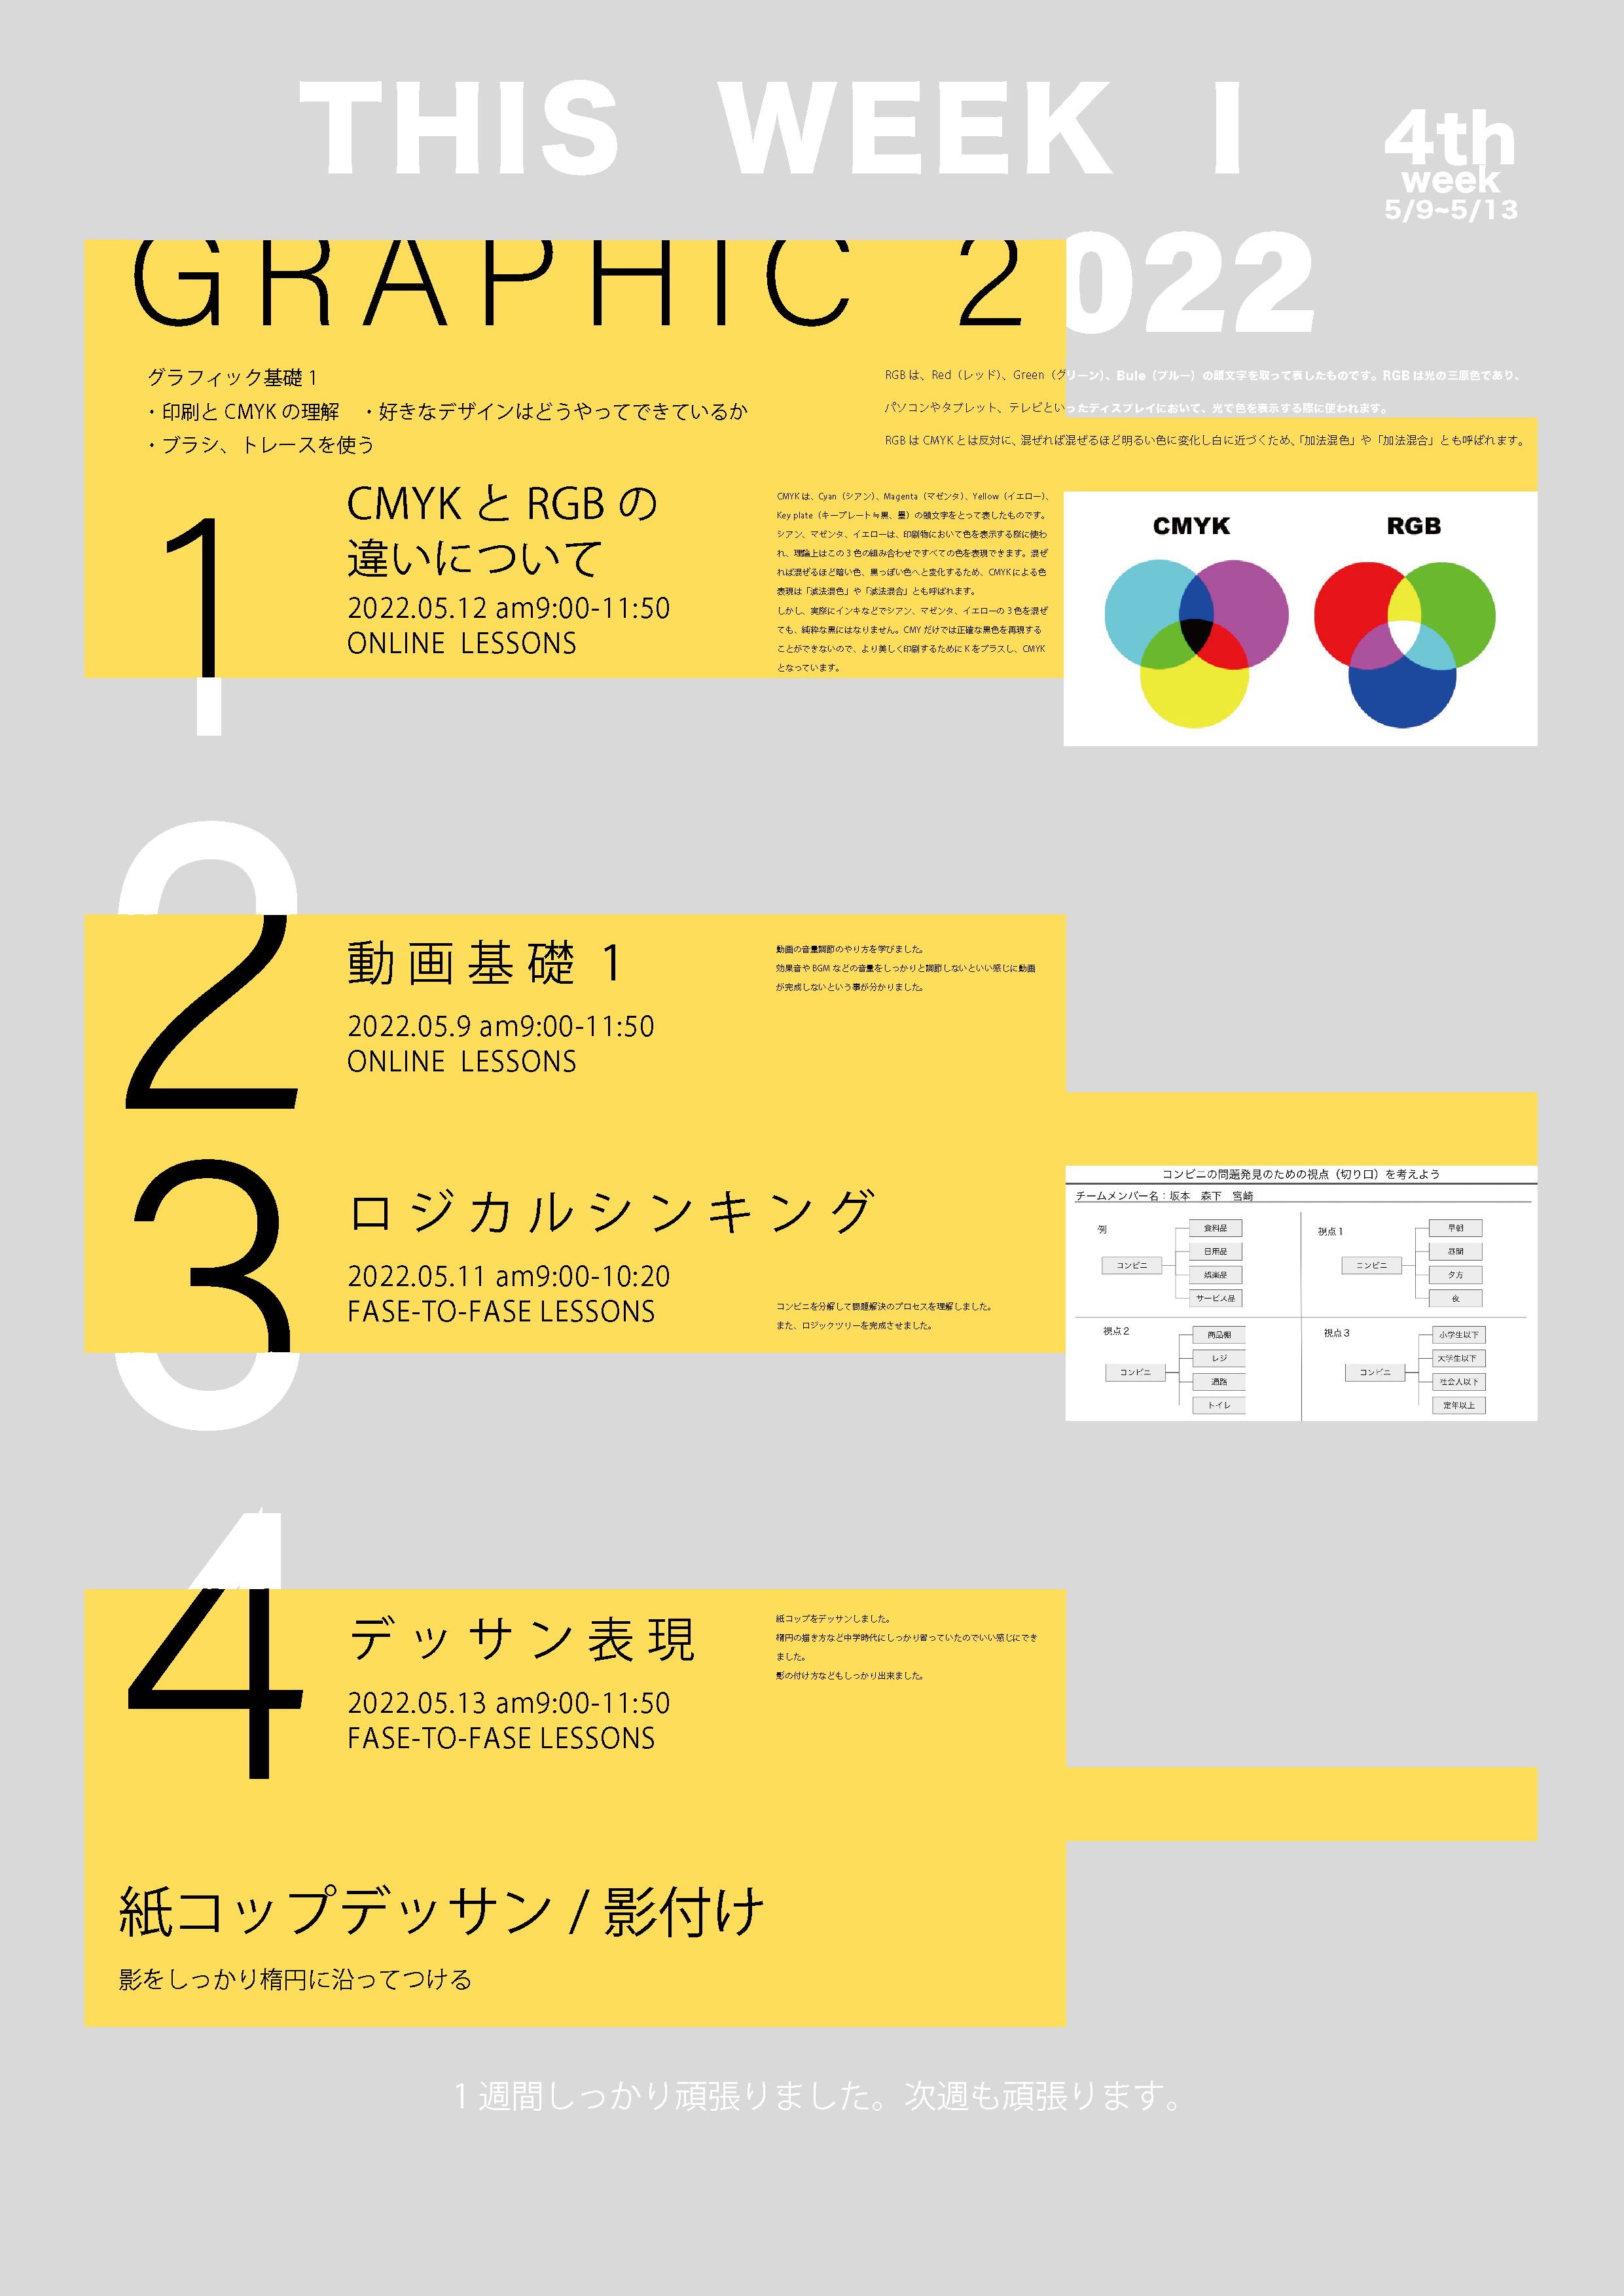 THIS WEEK I
4th
week
5/9~5/13
GRAPHIC 2022
グラフィック基礎 1
・印刷と CMYK の理解　・好きなデザインはどうやってできているか
・ブラシ、トレースを使う
RGB は、Red（レッド）、Green（グリーン）、Bule（ブルー）の頭文字を取って表したものです。RGB は光の三原色であり、
パソコンやタブレット、テレビといったディスプレイにおいて、光で色を表示する際に使われます。
RGB は CMYK とは反対に、混ぜれば混ぜるほど明るい色に変化し白に近づくため、「加法混色」や「加法混合」とも呼ばれます。
1
CMYK と RGB の
違いについて
2022.05.12 am9:00-11:50
ONLINE LESSONS
CMYK は、Cyan（シアン）、Magenta（マゼンタ）、Yellow（イエロー）、
Key plate（キープレート≒黒、墨）の頭文字をとって表したものです。
シアン、マゼンタ、イエローは、印刷物において色を表示する際に使わ
れ、理論上はこの 3 色の組み合わせですべての色を表現できます。混ぜ
れば混ぜるほど暗い色、黒っぽい色へと変化するため、CMYK による色
表現は「減法混色」や「減法混合」とも呼ばれます。
しかし、実際にインキなどでシアン、マゼンタ、イエローの 3 色を混ぜ
ても、純粋な黒にはなりません。CMY だけでは正確な黒色を再現する
ことができないので、より美しく印刷するために K をプラスし、CMYK
となっています。
CMYK
RGB
2
動画基礎 1
2022.05.9 am9:00-11:50
ONLINE LESSONS
動画の音量調節のやり方を学びました。
効果音や BGM などの音量をしっかりと調節しないといい感じに動画
が完成しないという事が分かりました。
3
ロジカルシンキング
2022.05.11 am9:00-10:20
FASE-TO-FASE LESSONS
コンビニを分解して問題解決のプロセスを理解しました。
また、ロジックツリーを完成させました。
コンビニの問題発見のための視点（切り口）を考えよう
チームメンバー名：坂本　森下　宮崎
例
コンビニ
食料品
日用品
娯楽品
サービス品
視点１
コンビニ
早朝
昼間
夕方
夜
視点２
コンビニ
商品棚
レジ
通路
トイレ
視点３
コンビニ
小学生以下
大学生以下
社会人以下
定年以上
4
デッサン表現
2022.05.13 am9:00-11:50
FASE-TO-FASE LESSONS
紙コップをデッサンしました。
楕円の描き方など中学時代にしっかり習っていたのでいい感じにでき
ました。
影の付け方などもしっかり出来ました。
紙コップデッサン / 影付け
影をしっかり楕円に沿ってつける
1 週間しっかり頑張りました。次週も頑張ります。